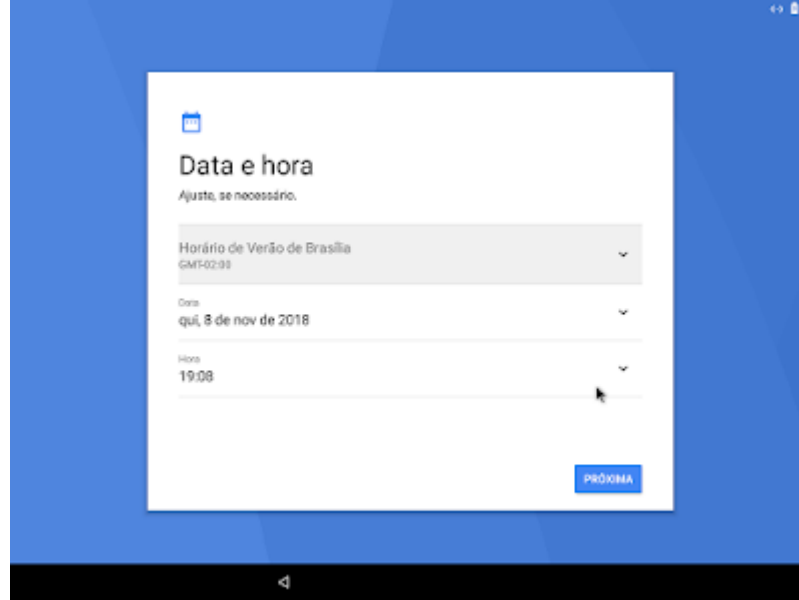 Data e hora
Ajuste, se necessário.
Horário de Verão de Brasília
GMT-02:00
Data
qui, 8 de nov de 2018
Hora
19:08
PRÓXIMA